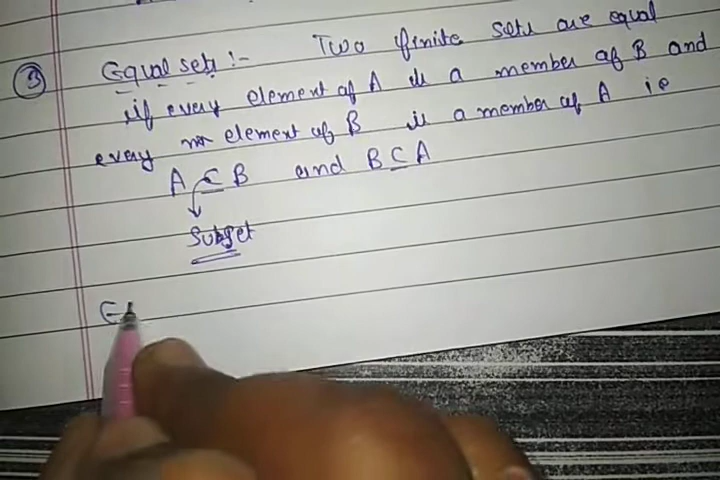 ③ Equal sets :- Two finite sets are equal
if every element of A is a member of B and
every element of B is a member of A ie
A ⊆ B and B ⊆ A
Subset
E